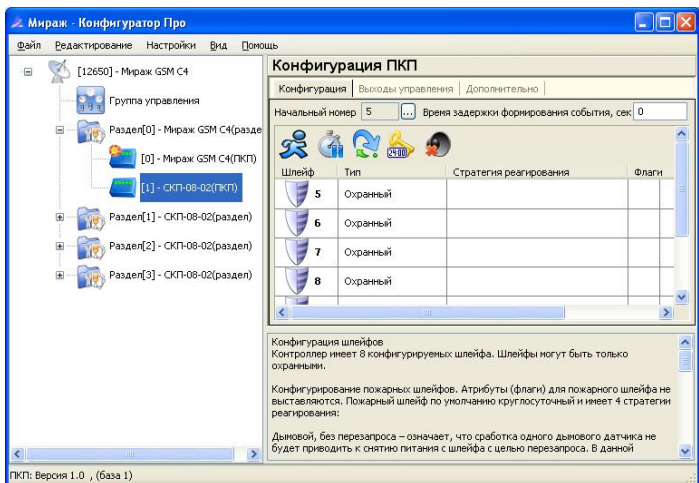 Мираж - Конфигуратор Про
Файл Редактирование Настройки Вид Помощь
[12650] - Мираж GSM C4
Группа управления
Раздел[0] - Мираж GSM C4(разде
[0] - Мираж GSM C4(ПКП)
[1] - СКП-08-02(ПКП)
Раздел[1] - СКП-08-02(раздел)
Раздел[2] - СКП-08-02(раздел)
Раздел[3] - СКП-08-02(раздел)
Конфигурация ПКП
Конфигурация Выходы управления Дополнительно
Начальный номер 5 ... Время задержки формирования события, сек 0
24:00
Шлейф Тип Стратегия реагирования Флаги
5 Охранный
6 Охранный
7 Охранный
8 Охранный
Конфигурация шлейфов
Контроллер имеет 8 конфигурируемых шлейфа. Шлейфы могут быть только
охранными.
Конфигурирование пожарных шлейфов. Атрибуты (флаги) для пожарного шлейфа не
выставляются. Пожарный шлейф по умолчанию круглосуточный и имеет 4 стратегии
реагирования:
Дымовой, без перезапроса – означает, что сработка одного дымового датчика не
будет приводить к снятию питания с шлейфа с целью перезапроса. В данной
ПКП: Версия 1.0 , (база 1)